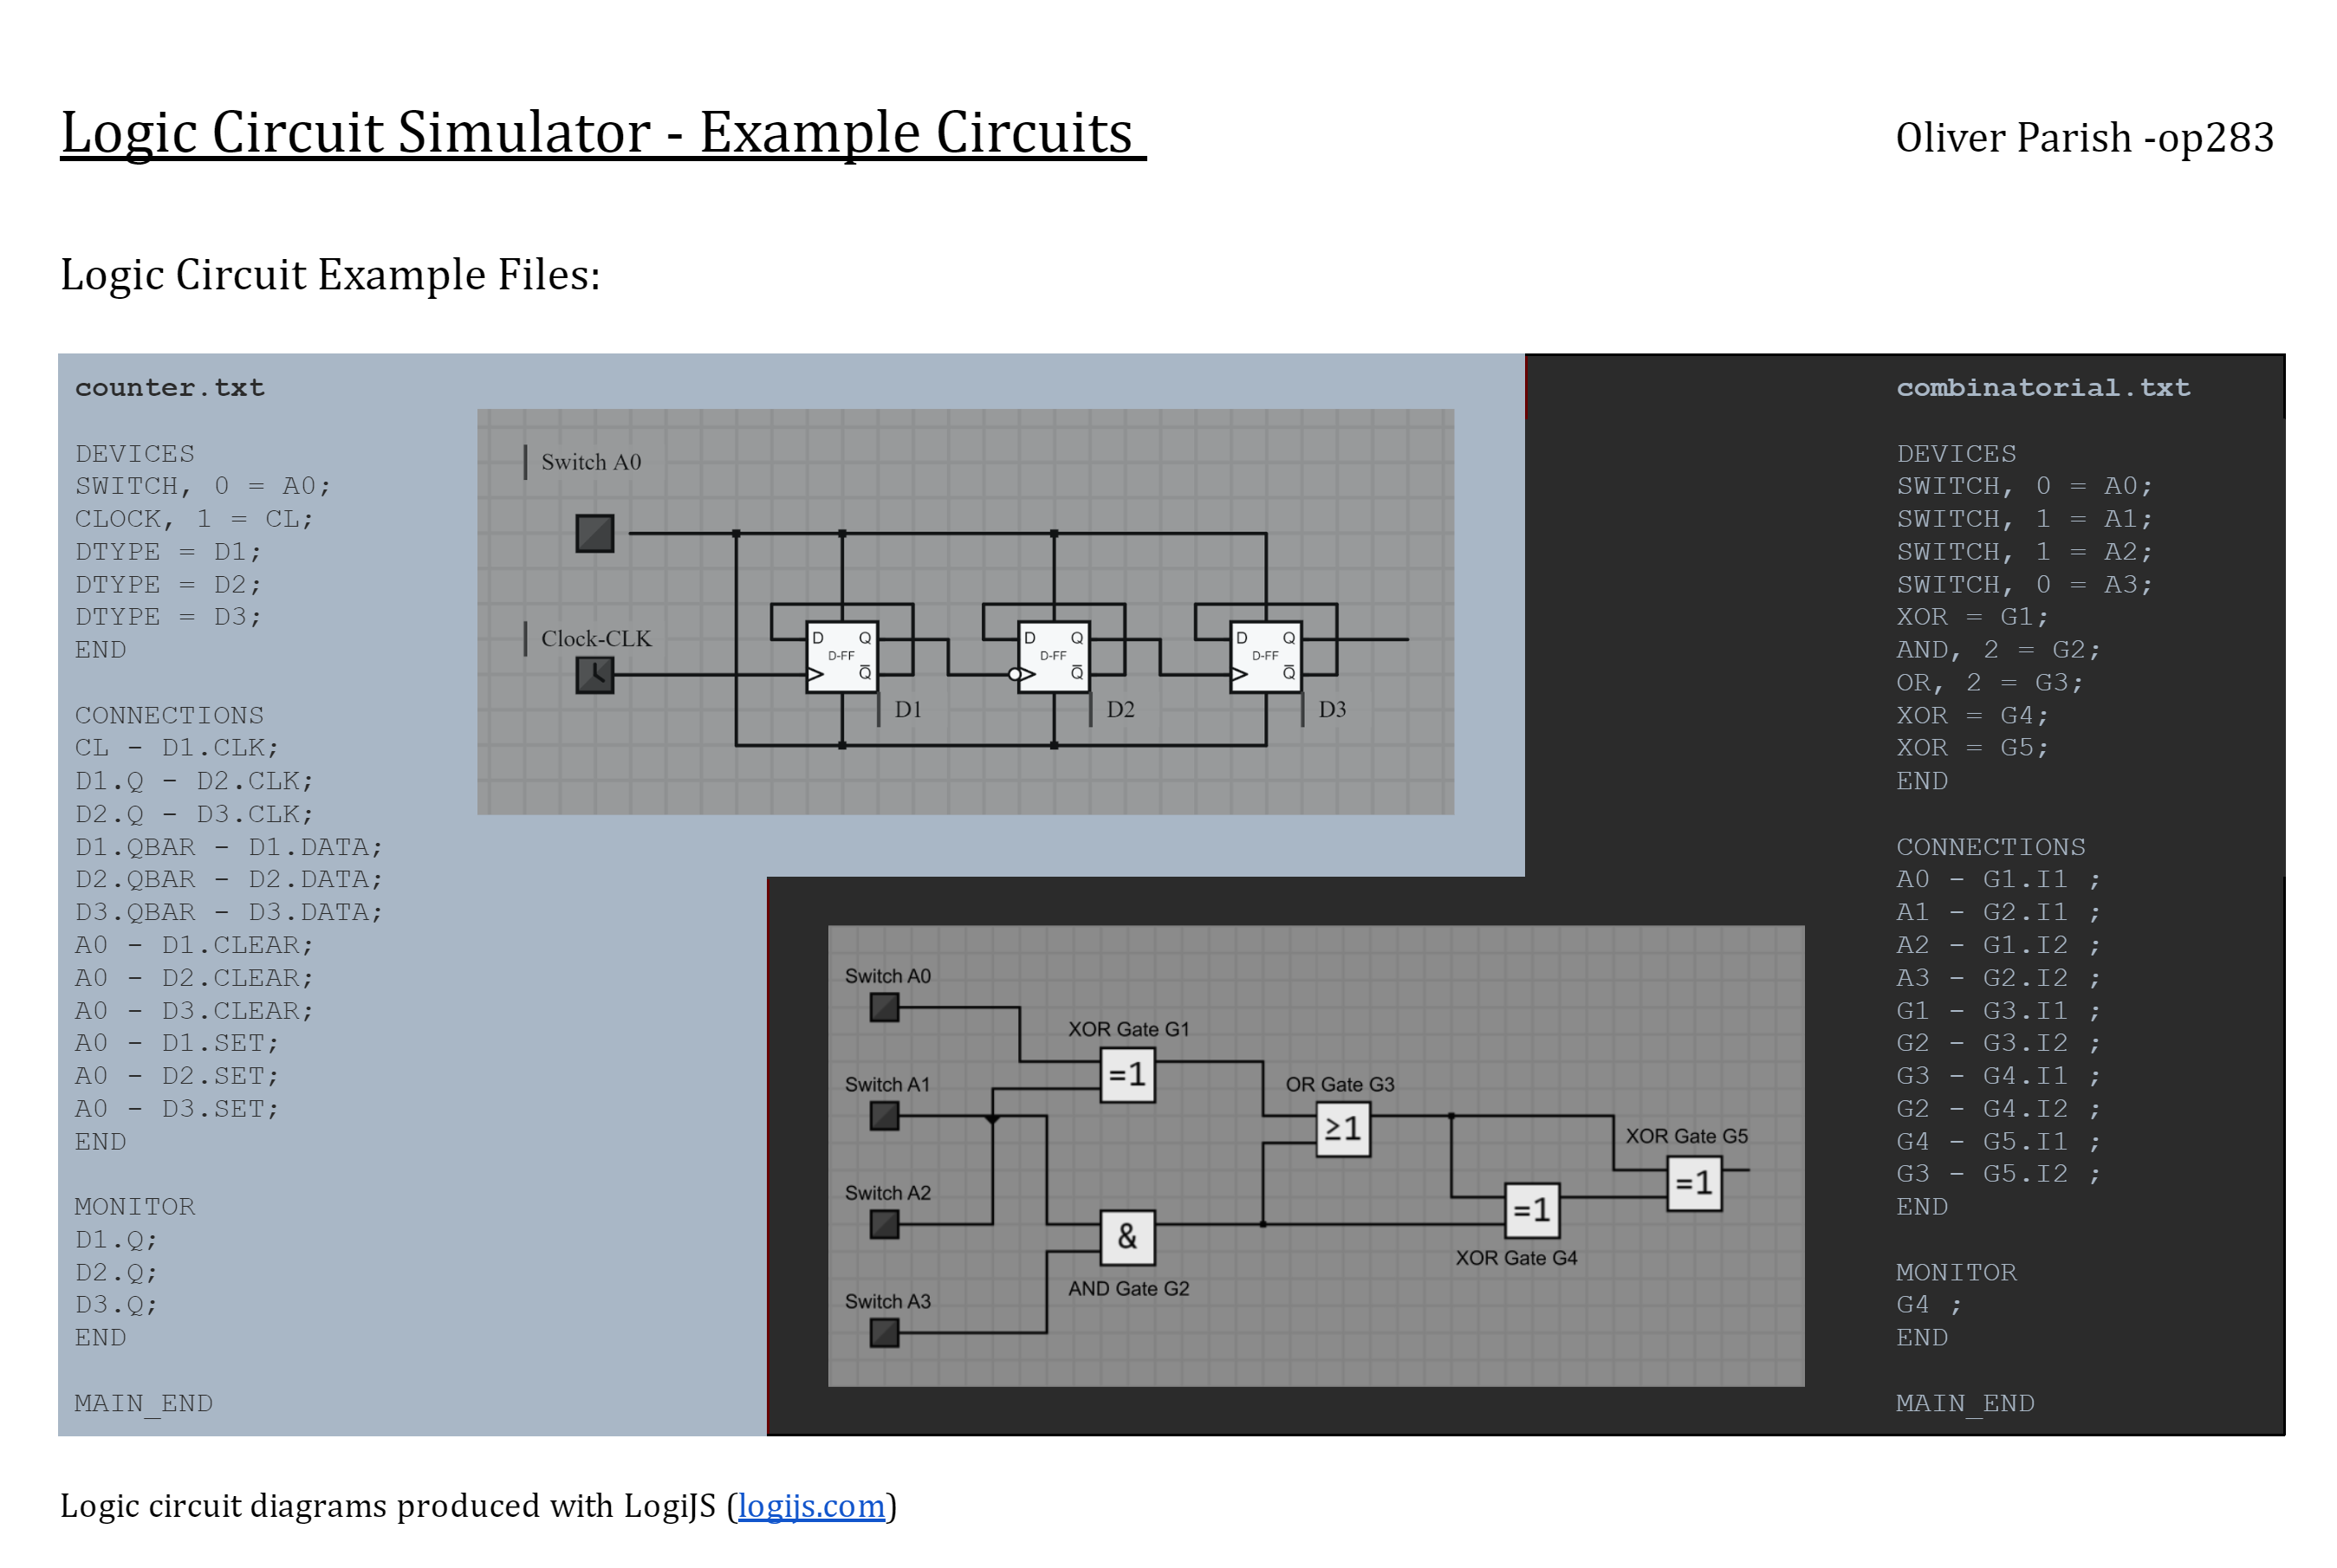 Logic Circuit Simulator - Example Circuits
Oliver Parish -op283
Logic Circuit Example Files:
counter.txt
DEVICES
SWITCH, 0 = A0;
CLOCK, 1 = CL;
DTYPE = D1;
DTYPE = D2;
DTYPE = D3;
END
CONNECTIONS
CL - D1.CLK;
D1.Q - D2.CLK;
D2.Q - D3.CLK;
D1.QBAR - D1.DATA;
D2.QBAR - D2.DATA;
D3.QBAR - D3.DATA;
A0 - D1.CLEAR;
A0 - D2.CLEAR;
A0 - D3.CLEAR;
A0 - D1.SET;
A0 - D2.SET;
A0 - D3.SET;
END
MONITOR
D1.Q;
D2.Q;
D3.Q;
END
MAIN_END
Switch A0
Clock-CLK
D Q
D-FF
Q̅
D1
D Q
D-FF
Q̅
D2
D Q
D-FF
Q̅
D3
Switch A0
XOR Gate G1
=1
Switch A1
OR Gate G3
≥1
XOR Gate G5
=1
Switch A2
&
=1
XOR Gate G4
AND Gate G2
Switch A3
combinatorial.txt
DEVICES
SWITCH, 0 = A0;
SWITCH, 1 = A1;
SWITCH, 1 = A2;
SWITCH, 0 = A3;
XOR = G1;
AND, 2 = G2;
OR, 2 = G3;
XOR = G4;
XOR = G5;
END
CONNECTIONS
A0 - G1.I1 ;
A1 - G2.I1 ;
A2 - G1.I2 ;
A3 - G2.I2 ;
G1 - G3.I1 ;
G2 - G3.I2 ;
G3 - G4.I1 ;
G2 - G4.I2 ;
G4 - G5.I1 ;
G3 - G5.I2 ;
END
MONITOR
G4 ;
END
MAIN_END
Logic circuit diagrams produced with LogiJS (logijs.com)